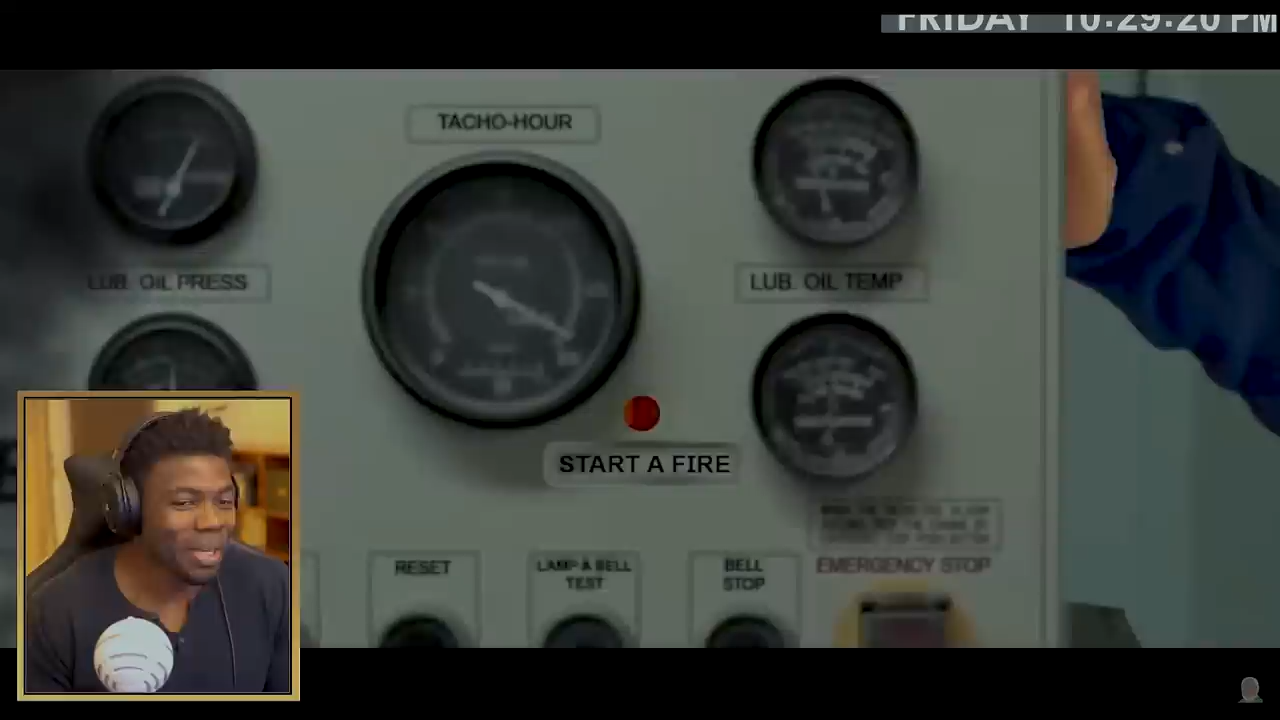 FRIDAY 10:29:20 PM
TACHO-HOUR
LUB. OIL PRESS
LUB. OIL TEMP
START A FIRE
RESET
LAMP & BELL
TEST
BELL
STOP
EMERGENCY STOP